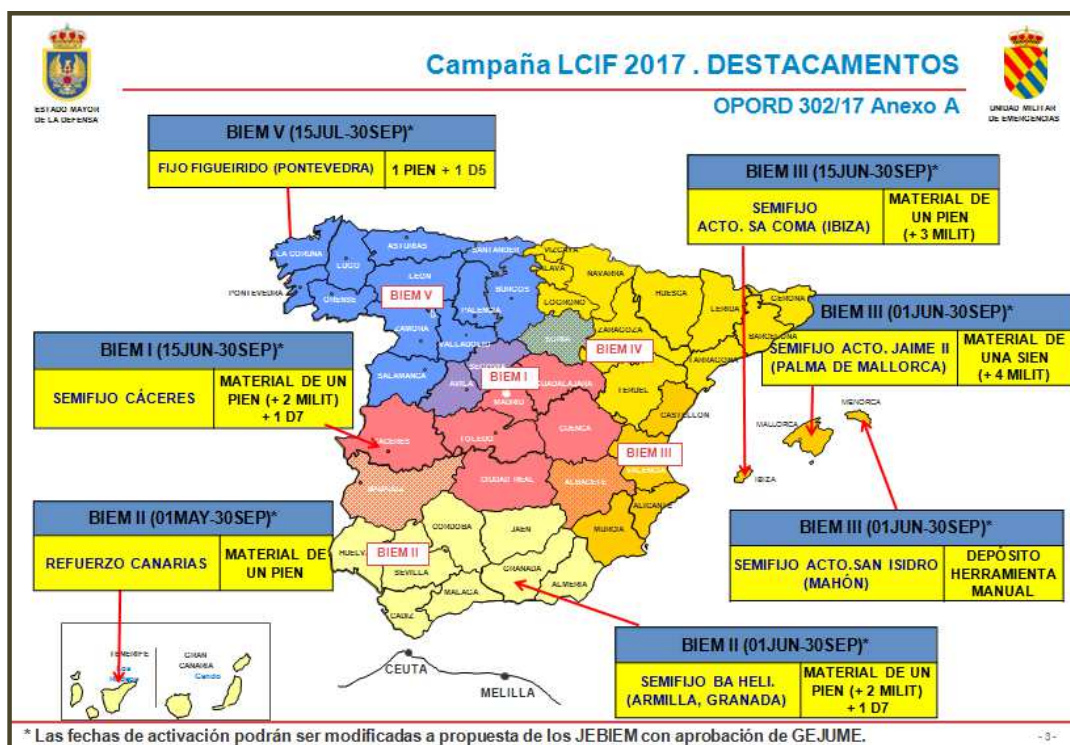 Campaña LCIF 2017 . DESTACAMENTOS
OPORD 302/17 Anexo A
ESTADO MAYOR
DE LA DEFENSA
UNIDAD MILITAR
DE EMERGENCIAS
BIEM V (15JUL-30SEP)*
FIJO FIGUEIRIDO (PONTEVEDRA)
1 PIEN + 1 D5
BIEM III (15JUN-30SEP)*
SEMIFIJO
ACTO. SA COMA (IBIZA)
MATERIAL DE
UN PIEN
(+ 3 MILIT)
BIEM III (01JUN-30SEP)*
SEMIFIJO ACTO. JAIME II
(PALMA DE MALLORCA)
MATERIAL DE
UNA SIEN
(+ 4 MILIT)
BIEM I (15JUN-30SEP)*
SEMIFIJO CÁCERES
MATERIAL DE UN
PIEN (+ 2 MILIT)
+ 1 D7
BIEM III (01JUN-30SEP)*
SEMIFIJO ACTO.SAN ISIDRO
(MAHÓN)
DEPÓSITO
HERRAMIENTA
MANUAL
BIEM II (01MAY-30SEP)*
REFUERZO CANARIAS
MATERIAL DE
UN PIEN
BIEM II (01JUN-30SEP)*
SEMIFIJO BA HELI.
(ARMILLA, GRANADA)
MATERIAL DE UN
PIEN (+ 2 MILIT)
+ 1 D7
LA CORUÑA
LUGO
ASTURIAS
SANTANDER
VIZCAYA
ALAVA
NAVARRA
PONTEVEDRA
ORENSE
LEON
PALENCIA
BURGOS
LOGROÑO
HUESCA
LERIDA
GERONA
BARCELONA
BIEM V
ZAMORA
VALLADOLID
SORIA
ZARAGOZA
TARRAGONA
BIEM IV
SALAMANCA
AVILA
SEGOVIA
BIEM I
MADRID
GUADALAJARA
TERUEL
CASTELLON
CACERES
TOLEDO
CUENCA
BIEM III
VALENCIA
MALLORCA
MENORCA
IBIZA
BADAJOZ
CIUDAD REAL
ALBACETE
ALICANTE
MURCIA
HUELVA
BIEM II
SEVILLA
CORDOBA
JAEN
GRANADA
ALMERIA
MALAGA
CADIZ
CEUTA
MELILLA
TENERIFE
GRAN
CANARIA
Gando
* Las fechas de activación podrán ser modificadas a propuesta de los JEBIEM con aprobación de GEJUME.
-3-